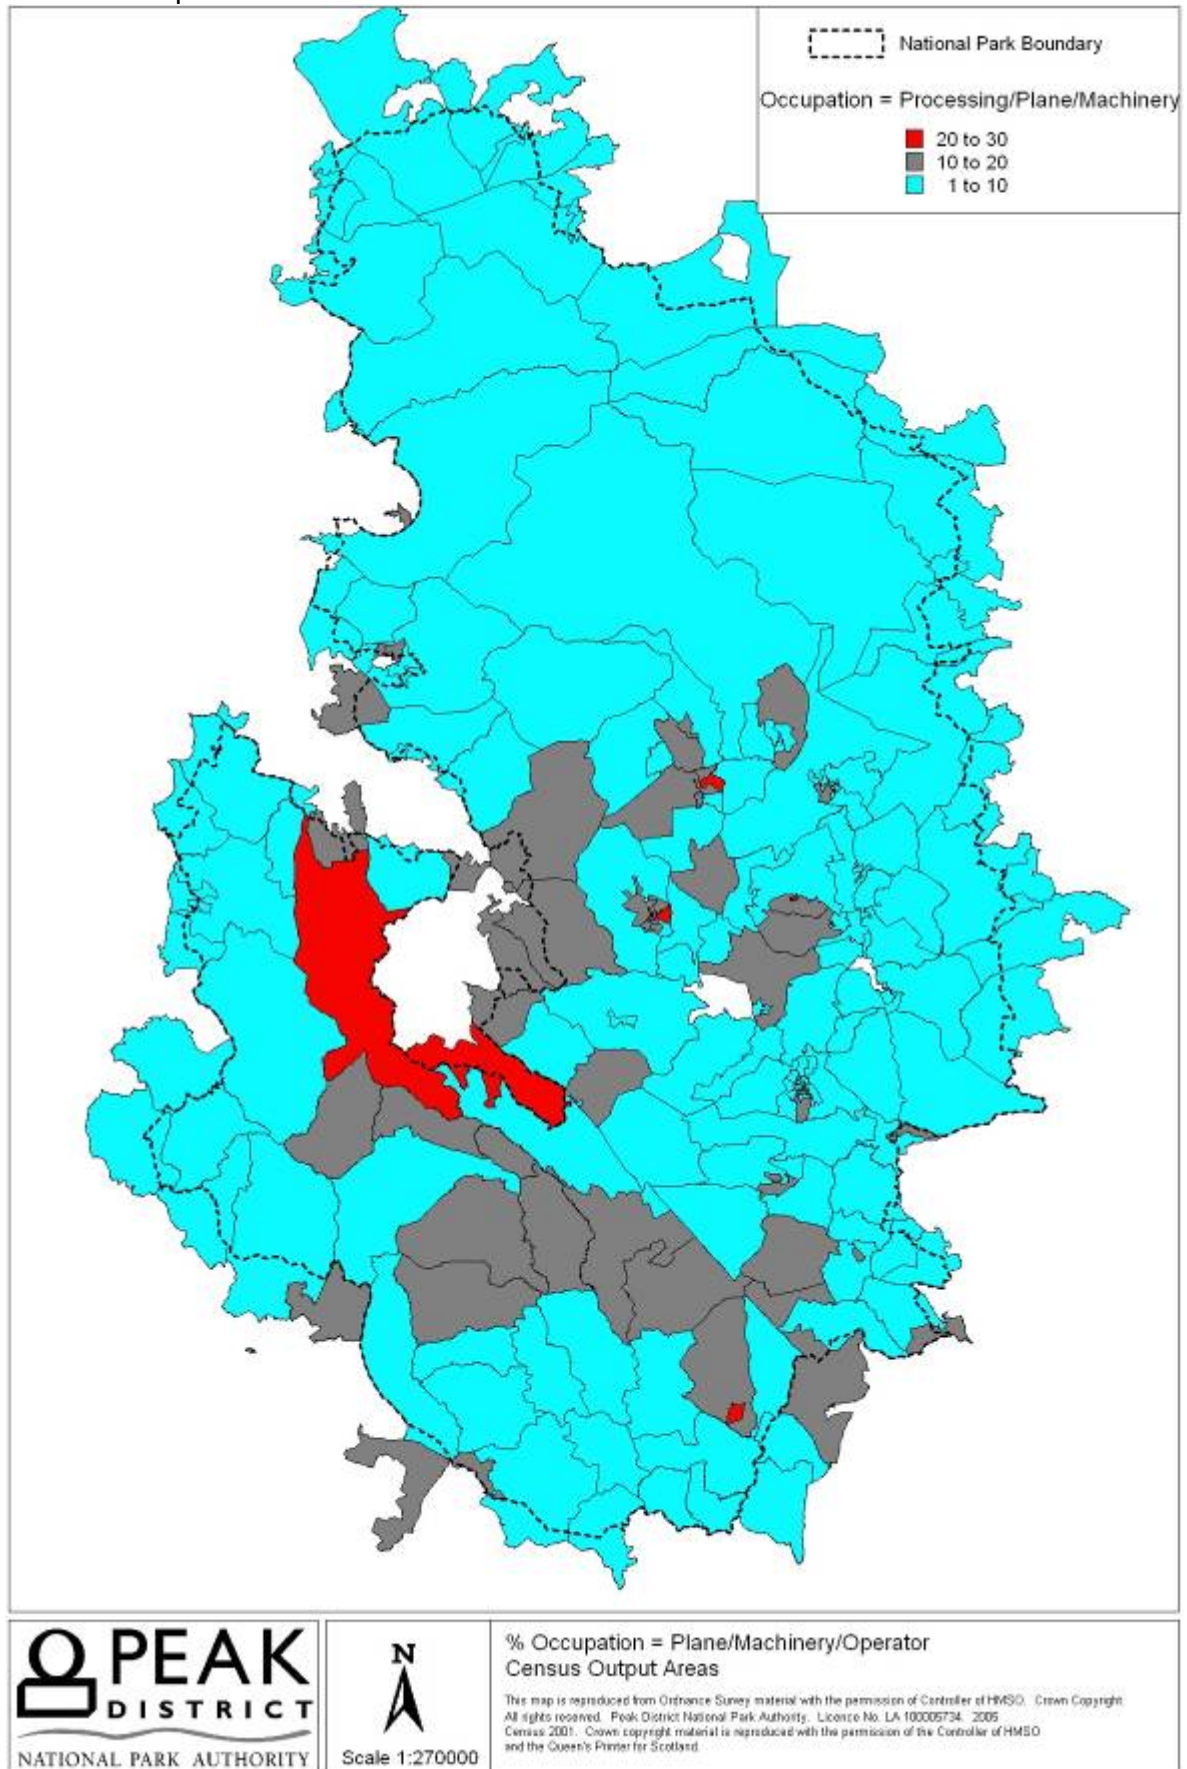 National Park Boundary
Occupation = Processing/Plane/Machinery
20 to 30
10 to 20
1 to 10
PEAK
DISTRICT
NATIONAL PARK AUTHORITY
N
Scale 1:270000
% Occupation = Plane/Machinery/Operator
Census Output Areas
This map is reproduced from Ordnance Survey material with the permission of Controller of HMSO. Crown Copyright.
All rights reserved. Peak District National Park Authority. Licence No. LA 100005734. 2005
Census 2001. Crown copyright material is reproduced with the permission of the Controller of HMSO
and the Queen's Printer for Scotland.